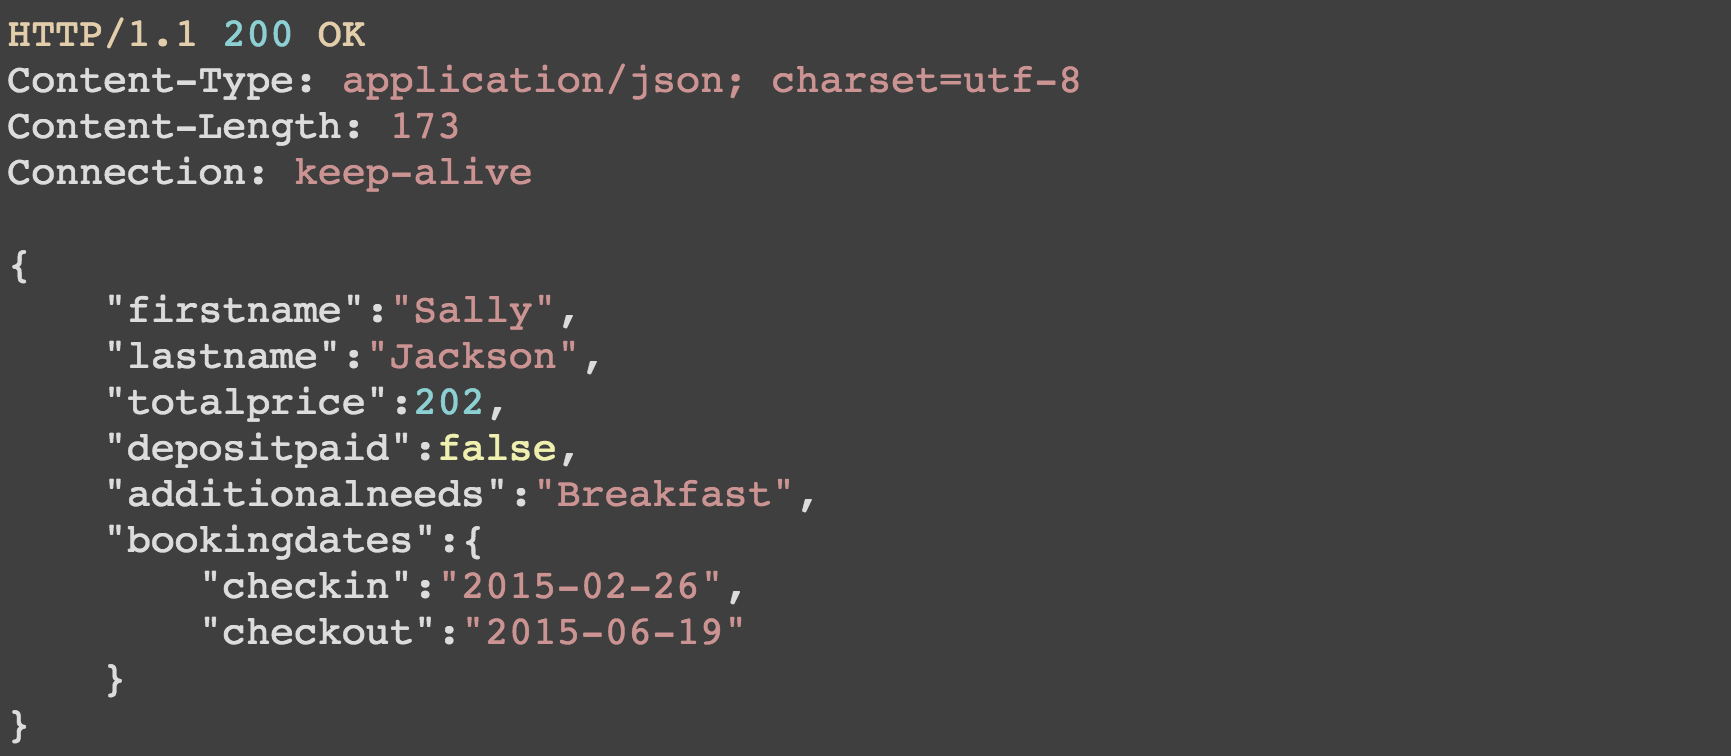 HTTP/1.1 200 OK
Content-Type: application/json; charset=utf-8
Content-Length: 173
Connection: keep-alive

{
    "firstname":"Sally",
    "lastname":"Jackson",
    "totalprice":202,
    "depositpaid":false,
    "additionalneeds":"Breakfast",
    "bookingdates":{
        "checkin":"2015-02-26",
        "checkout":"2015-06-19"
    }
}